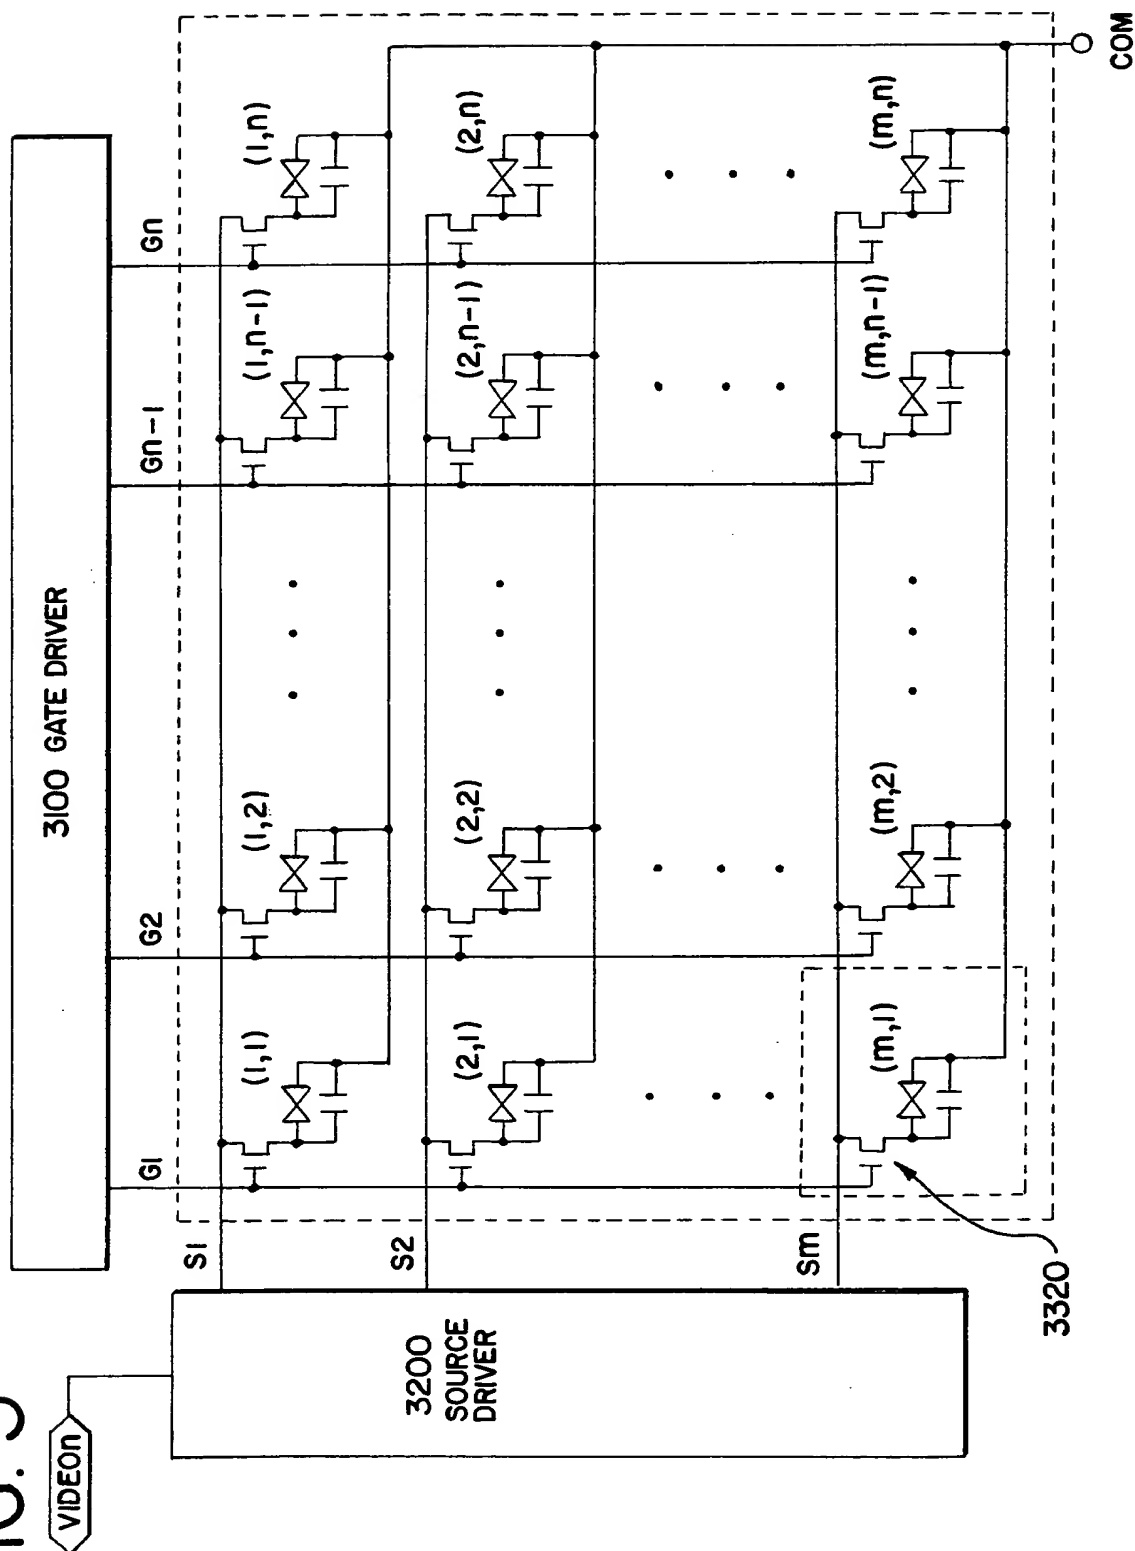 3100 GATE DRIVER
VIDEOn
G1
G2
Gn-1
Gn
S1
(1,1)
(1,2)
(1,n-1)
(1,n)
3200
SOURCE
DRIVER
S2
(2,1)
(2,2)
(2,n-1)
(2,n)
Sm
(m,1)
(m,2)
(m,n-1)
(m,n)
3320
COM